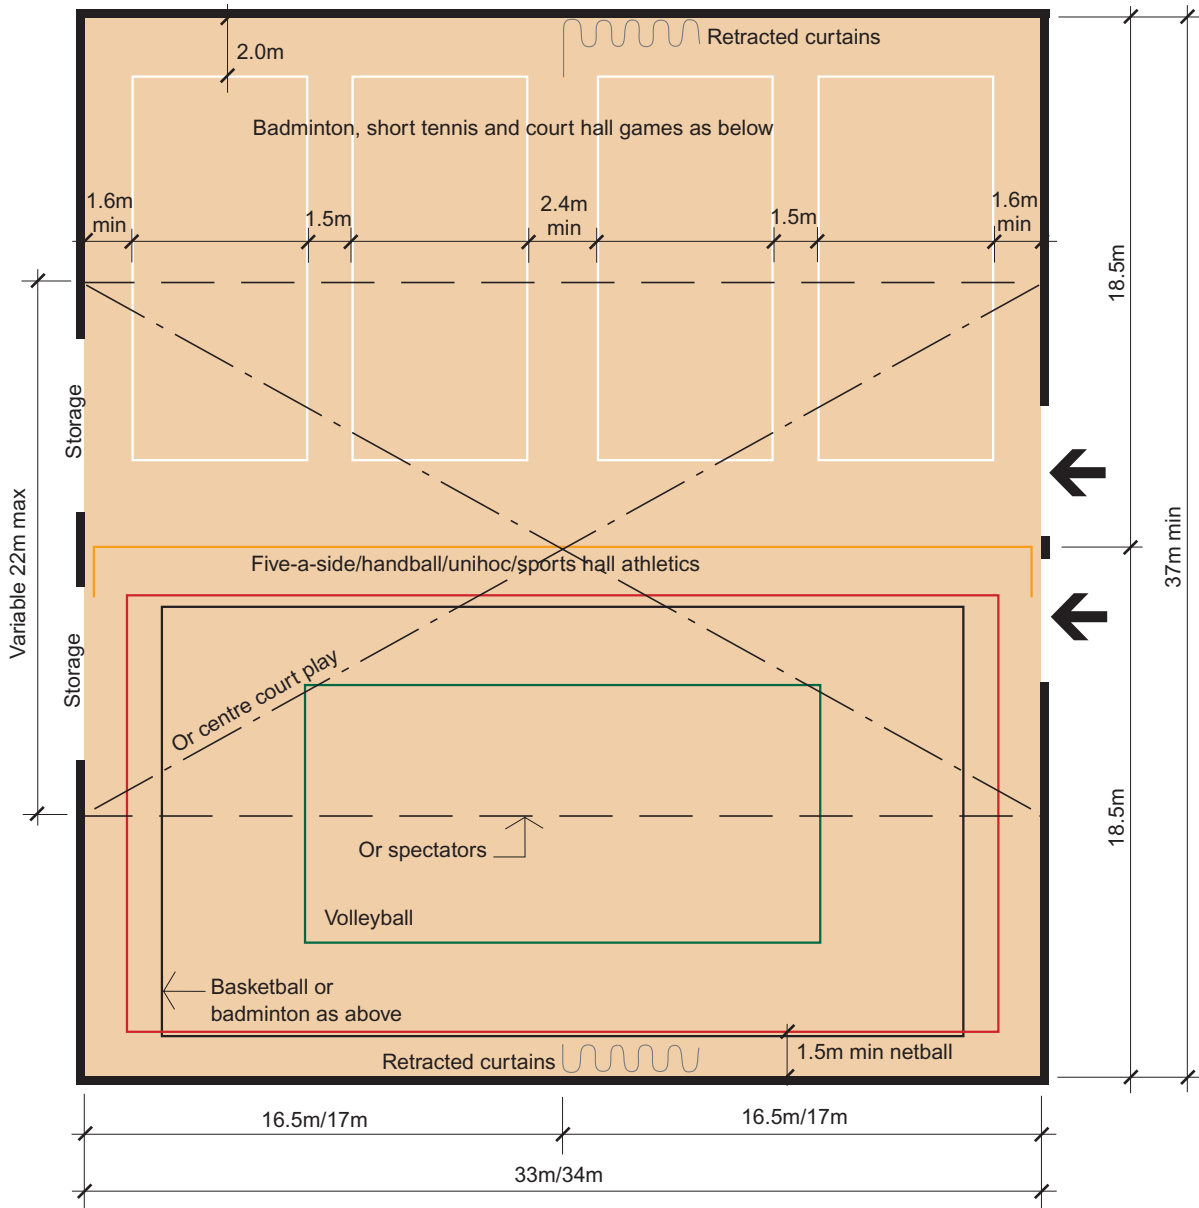 Retracted curtains
2.0m
Badminton, short tennis and court hall games as below
1.6m
min
1.5m
2.4m
min
1.5m
1.6m
min
18.5m
Storage
Variable 22m max
37m min
Five-a-side/handball/unihoc/sports hall athletics
Storage
Or centre court play
18.5m
Or spectators
Volleyball
Basketball or
badminton as above
Retracted curtains
1.5m min netball
16.5m/17m
16.5m/17m
33m/34m